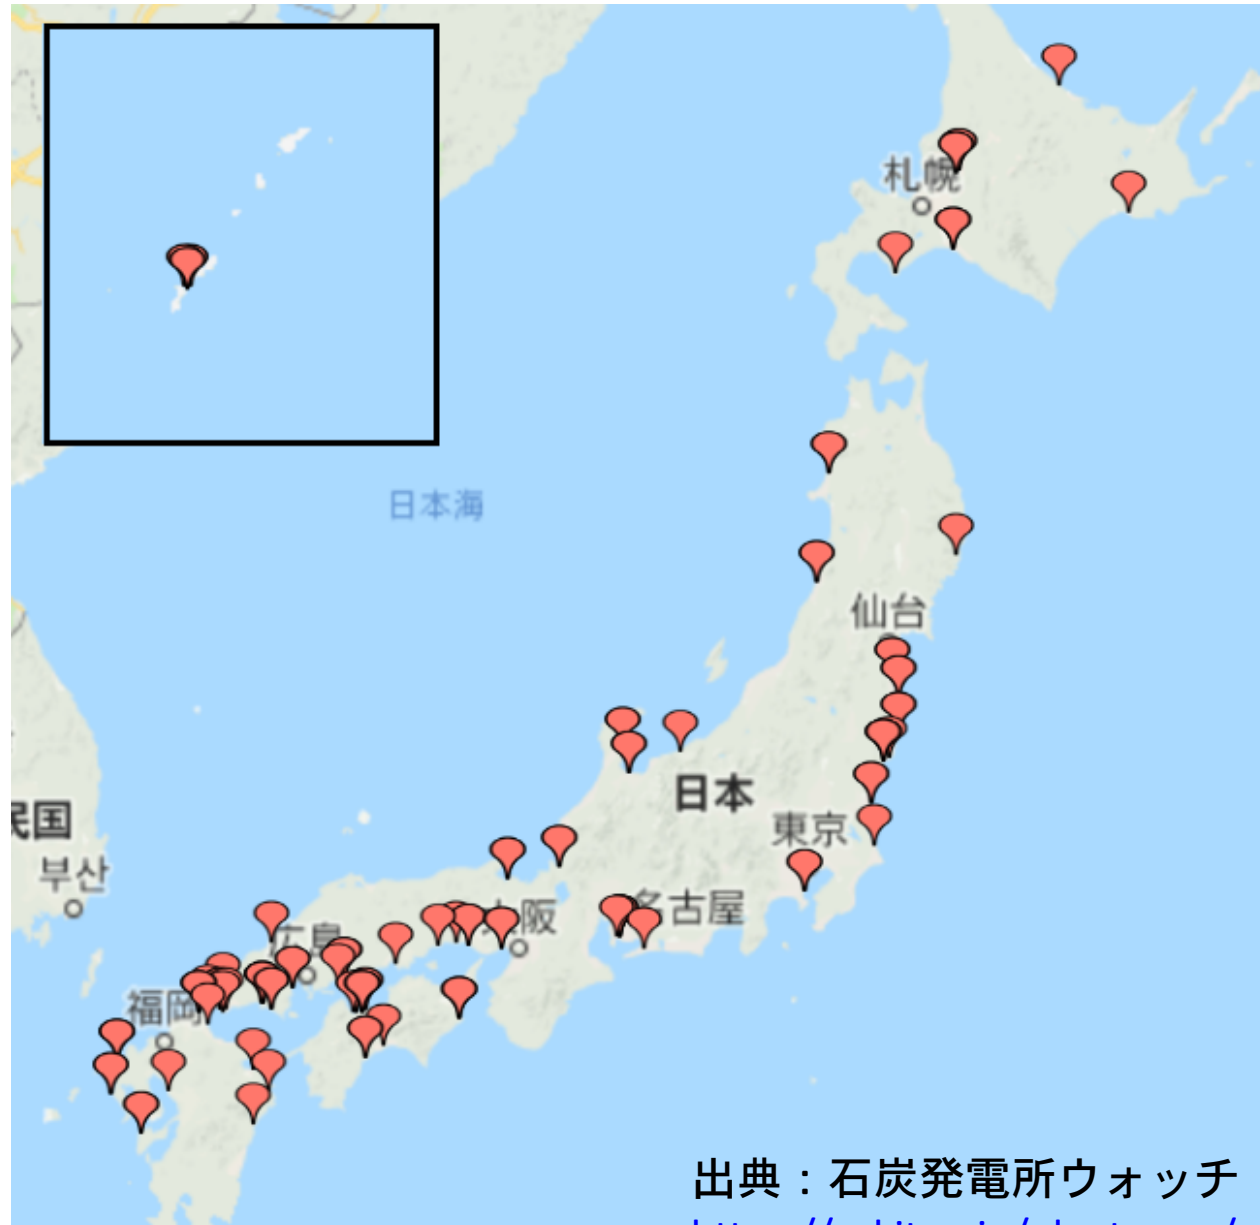 札幌
日本海
仙台
日本
民国
東京
부산
名古屋
大阪
広島
福岡
出典：石炭発電所ウォッチ